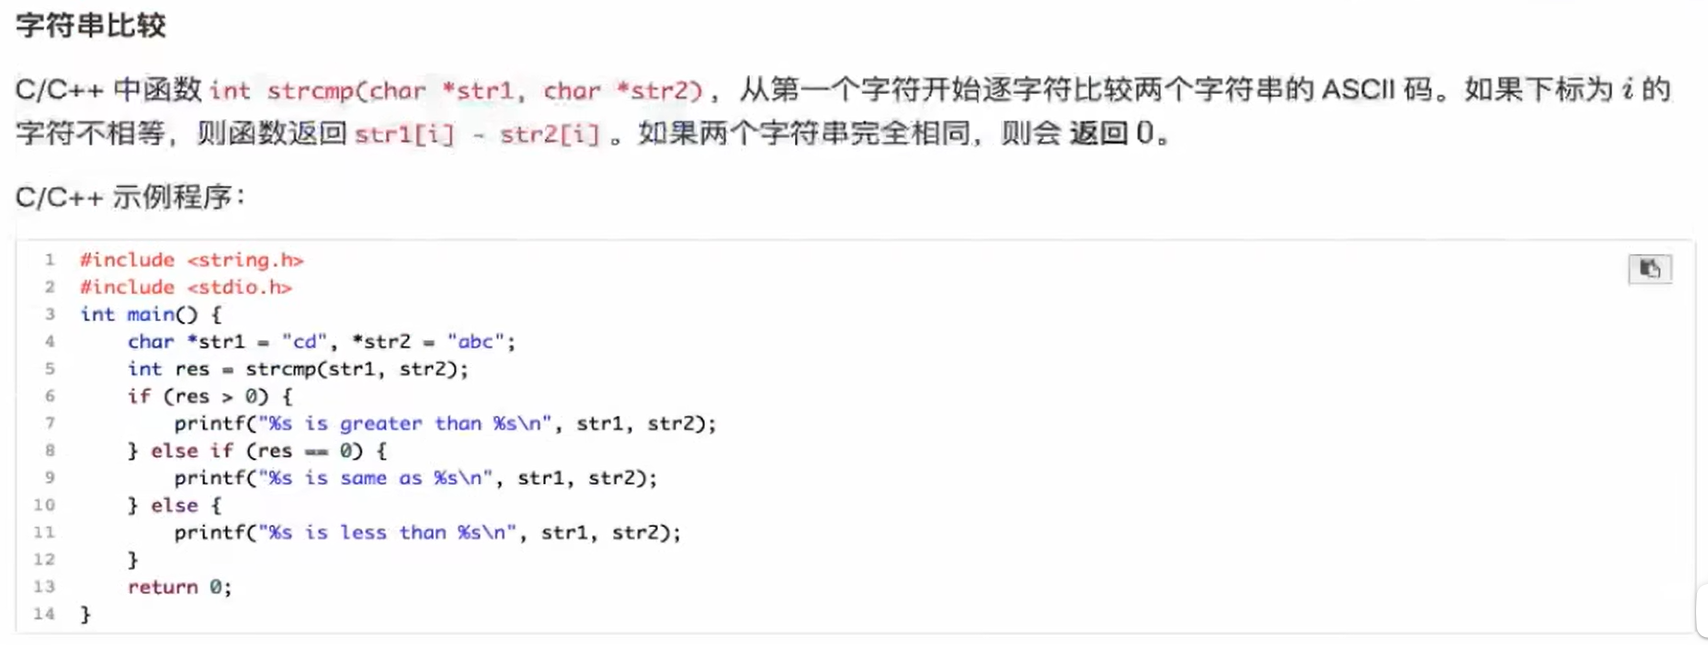 字符串比较
C/C++ 中函数 int strcmp(char *str1, char *str2) ，从第一个字符开始逐字符比较两个字符串的 ASCII 码。如果下标为 i 的
字符不相等，则函数返回 str1[i] - str2[i] 。如果两个字符串完全相同，则会 返回 0。
C/C++ 示例程序：
1 #include <string.h>
2 #include <stdio.h>
3 int main() {
4     char *str1 = "cd", *str2 = "abc";
5     int res = strcmp(str1, str2);
6     if (res > 0) {
7         printf("%s is greater than %s\n", str1, str2);
8     } else if (res == 0) {
9         printf("%s is same as %s\n", str1, str2);
10     } else {
11         printf("%s is less than %s\n", str1, str2);
12     }
13     return 0;
14 }